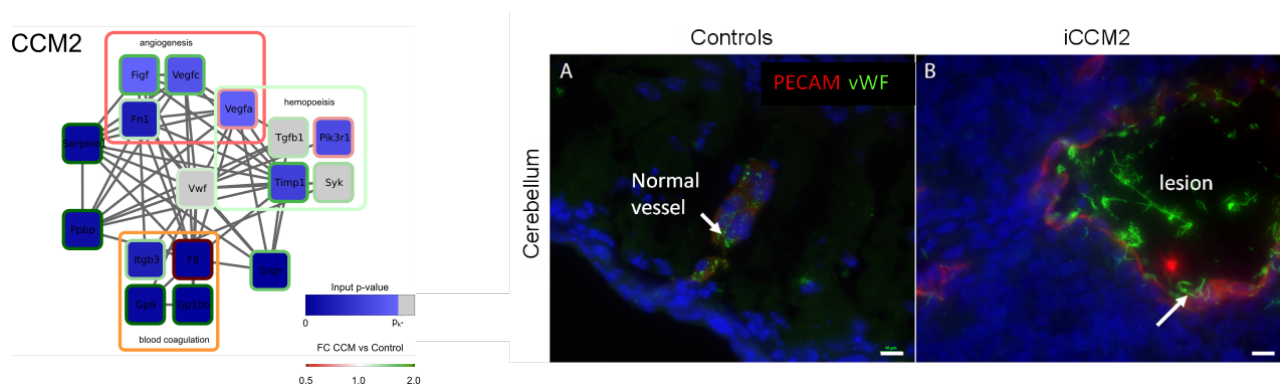 CCM2
angiogenesis
Figf
Vegfc
Fn1
Vegfa
hemopoeisis
Tgfb1
Pik3r1
Timp1
Syk
Vwf
Ppbp
Itgb3
F8
Gp9
blood coagulation
Input p-value
0
FC CCM vs Control
0.5
1.0
2.0
Controls
iCCM2
Cerebellum
A
PECAM vWF
Normal
vessel
B
lesion